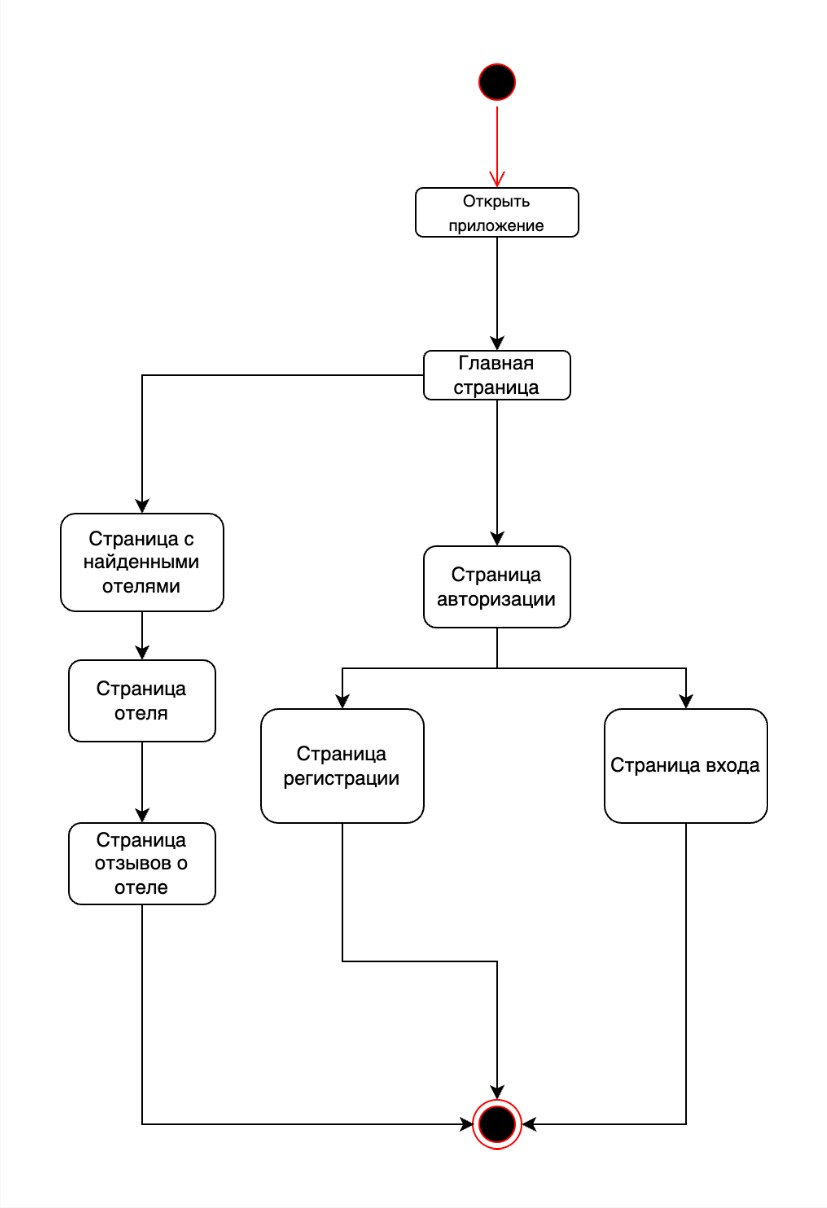 Открыть
приложение
Главная
страница
Страница с
найденными
отелями
Страница
авторизации
Страница
отеля
Страница
регистрации
Страница входа
Страница
отзывов о
отеле